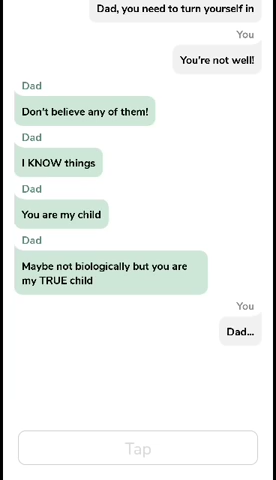 Dad, you need to turn yourself in
You
You're not well!
Dad
Don't believe any of them!
Dad
I KNOW things
Dad
You are my child
Dad
Maybe not biologically but you are
my TRUE child
You
Dad...
Tap